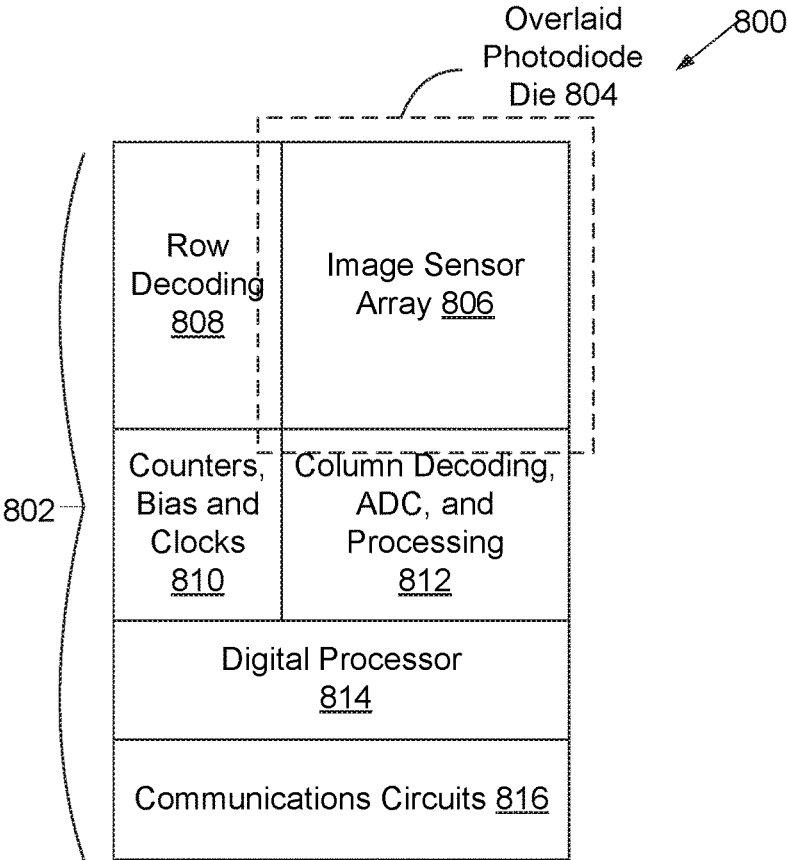 Overlaid
Photodiode
Die 804
800
Row
Decoding
808
Image Sensor
Array 806
Counters,
Bias and
Clocks
810
Column Decoding,
ADC, and
Processing
812
802
Digital Processor
814
Communications Circuits 816